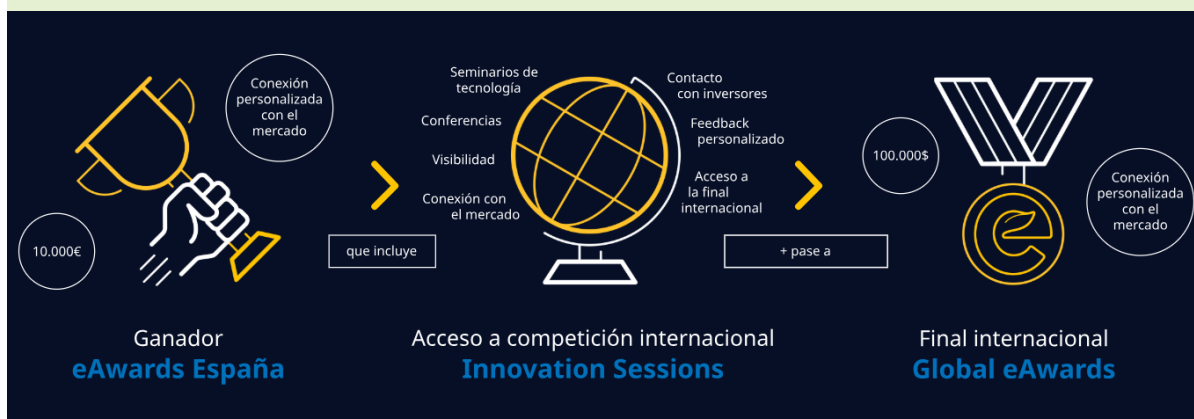 Conexión
personalizada
con el
mercado
10.000€
Ganador
eAwards España
que incluye
Seminarios de
tecnología
Conferencias
Visibilidad
Conexión con
el mercado
Contacto
con inversores
Feedback
personalizado
Acceso a
la final
internacional
Acceso a competición internacional
Innovation Sessions
+ pase a
100.000$
Conexión
personalizada
con el
mercado
Final internacional
Global eAwards